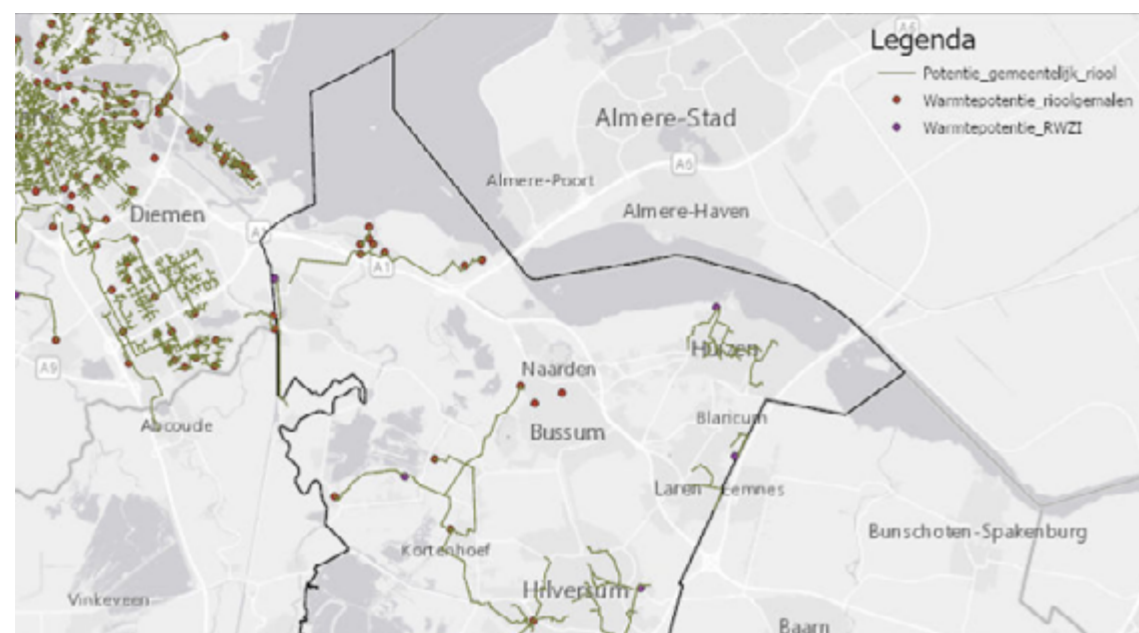 Legenda
Potentie_gemeentelijk_riool
Warmtepotentie_rioolgemalen
Warmtepotentie_RWZI
A6
Almere-Stad
A6
Almere-Poort
Almere-Haven
Diemen
A1
Huizen
A9
Naarden
Abcoude
Bussum
Blaricum
Laren
Eemnes
Bunschoten-Spakenburg
Kortenhoef
Hilversum
Vinkeveen
Baarn